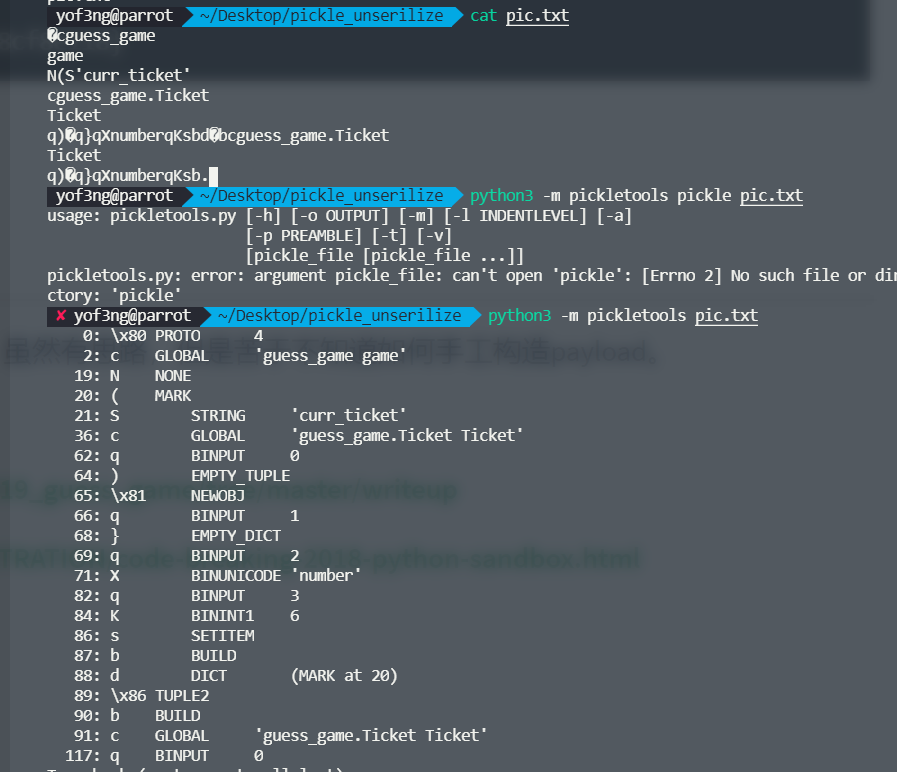 yof3ng@parrot ~/Desktop/pickle_unserilize cat pic.txt
�cguess_game
game
N(S'curr_ticket'
cguess_game.Ticket
Ticket
q)�q}qXnumberqKsbd�bcguess_game.Ticket
Ticket
q)�q}qXnumberqKsb.
yof3ng@parrot ~/Desktop/pickle_unserilize python3 -m pickletools pickle pic.txt
usage: pickletools.py [-h] [-o OUTPUT] [-m] [-l INDENTLEVEL] [-a]
[-p PREAMBLE] [-t] [-v]
[pickle_file [pickle_file ...]]
pickletools.py: error: argument pickle_file: can't open 'pickle': [Errno 2] No such file or dir
ctory: 'pickle'
✘ yof3ng@parrot ~/Desktop/pickle_unserilize python3 -m pickletools pic.txt
0: \x80 PROTO 4
2: c GLOBAL 'guess_game game'
19: N NONE
20: ( MARK
21: S STRING 'curr_ticket'
36: c GLOBAL 'guess_game.Ticket Ticket'
62: q BINPUT 0
64: ) EMPTY_TUPLE
65: \x81 NEWOBJ
66: q BINPUT 1
68: } EMPTY_DICT
69: q BINPUT 2
71: X BINUNICODE 'number'
82: q BINPUT 3
84: K BININT1 6
86: s SETITEM
87: b BUILD
88: d DICT (MARK at 20)
89: \x86 TUPLE2
90: b BUILD
91: c GLOBAL 'guess_game.Ticket Ticket'
117: q BINPUT 0